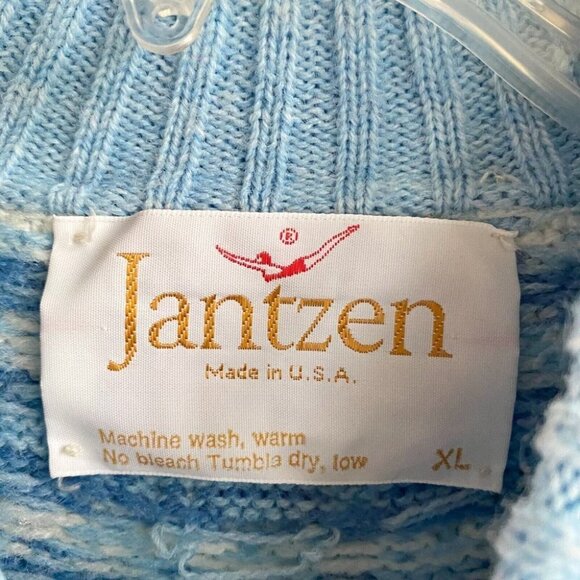 ®
Jantzen
Made in U.S.A.
Machine wash, warm
No bleach Tumble dry, low
XL